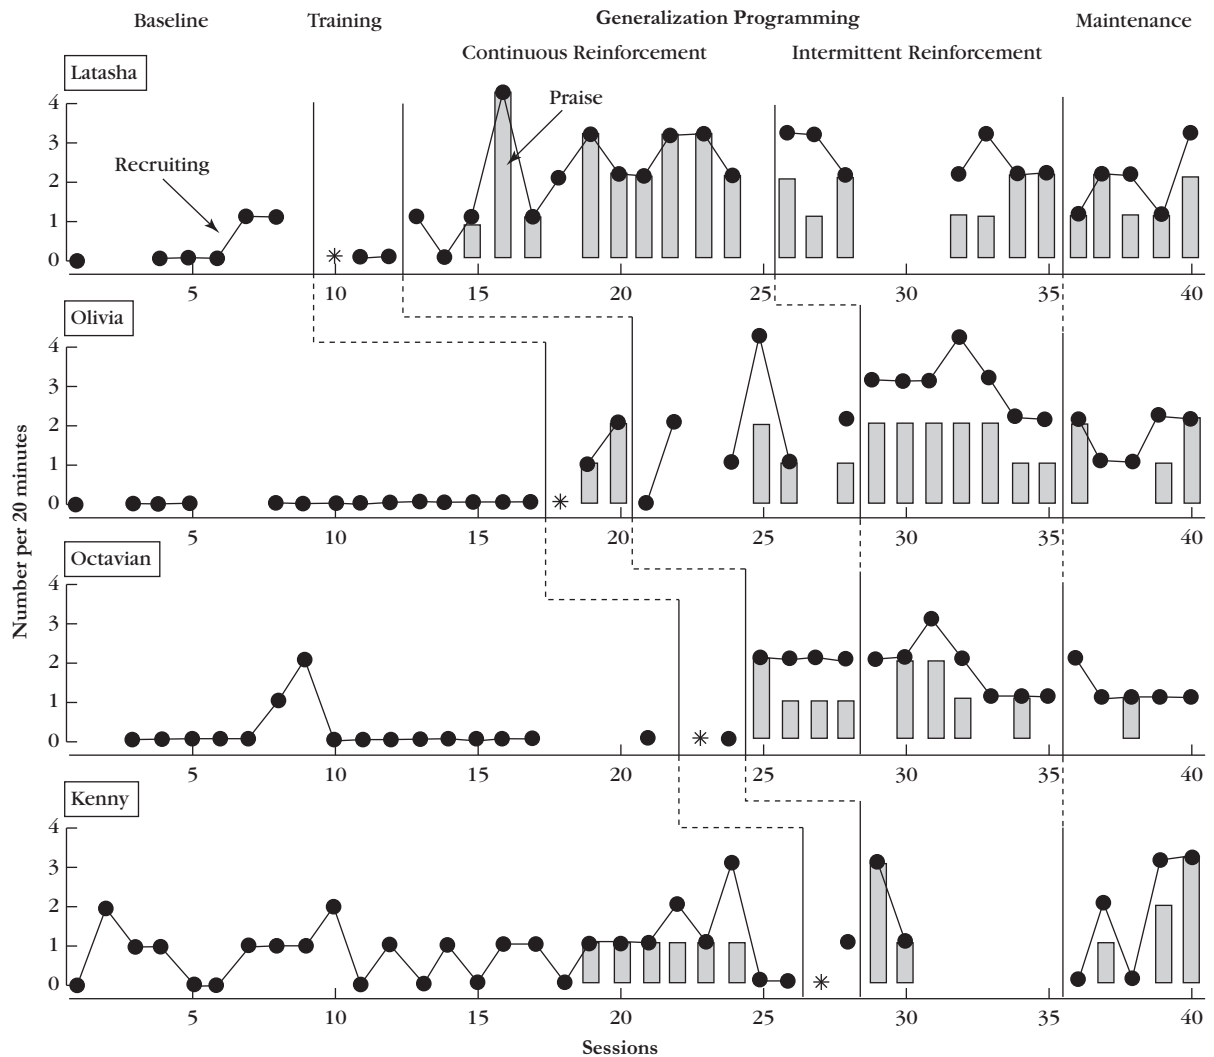 Baseline Training Generalization Programming Maintenance
Continuous Reinforcement Intermittent Reinforcement
Latasha
Praise
Recruiting
4
3
2
1
0
5 10 15 20 25 30 35 40
Olivia
4
3
2
1
0
5 10 15 20 25 30 35 40
Number per 20 minutes
Octavian
4
3
2
1
0
5 10 15 20 25 30 35 40
Kenny
4
3
2
1
0
5 10 15 20 25 30 35 40
Sessions